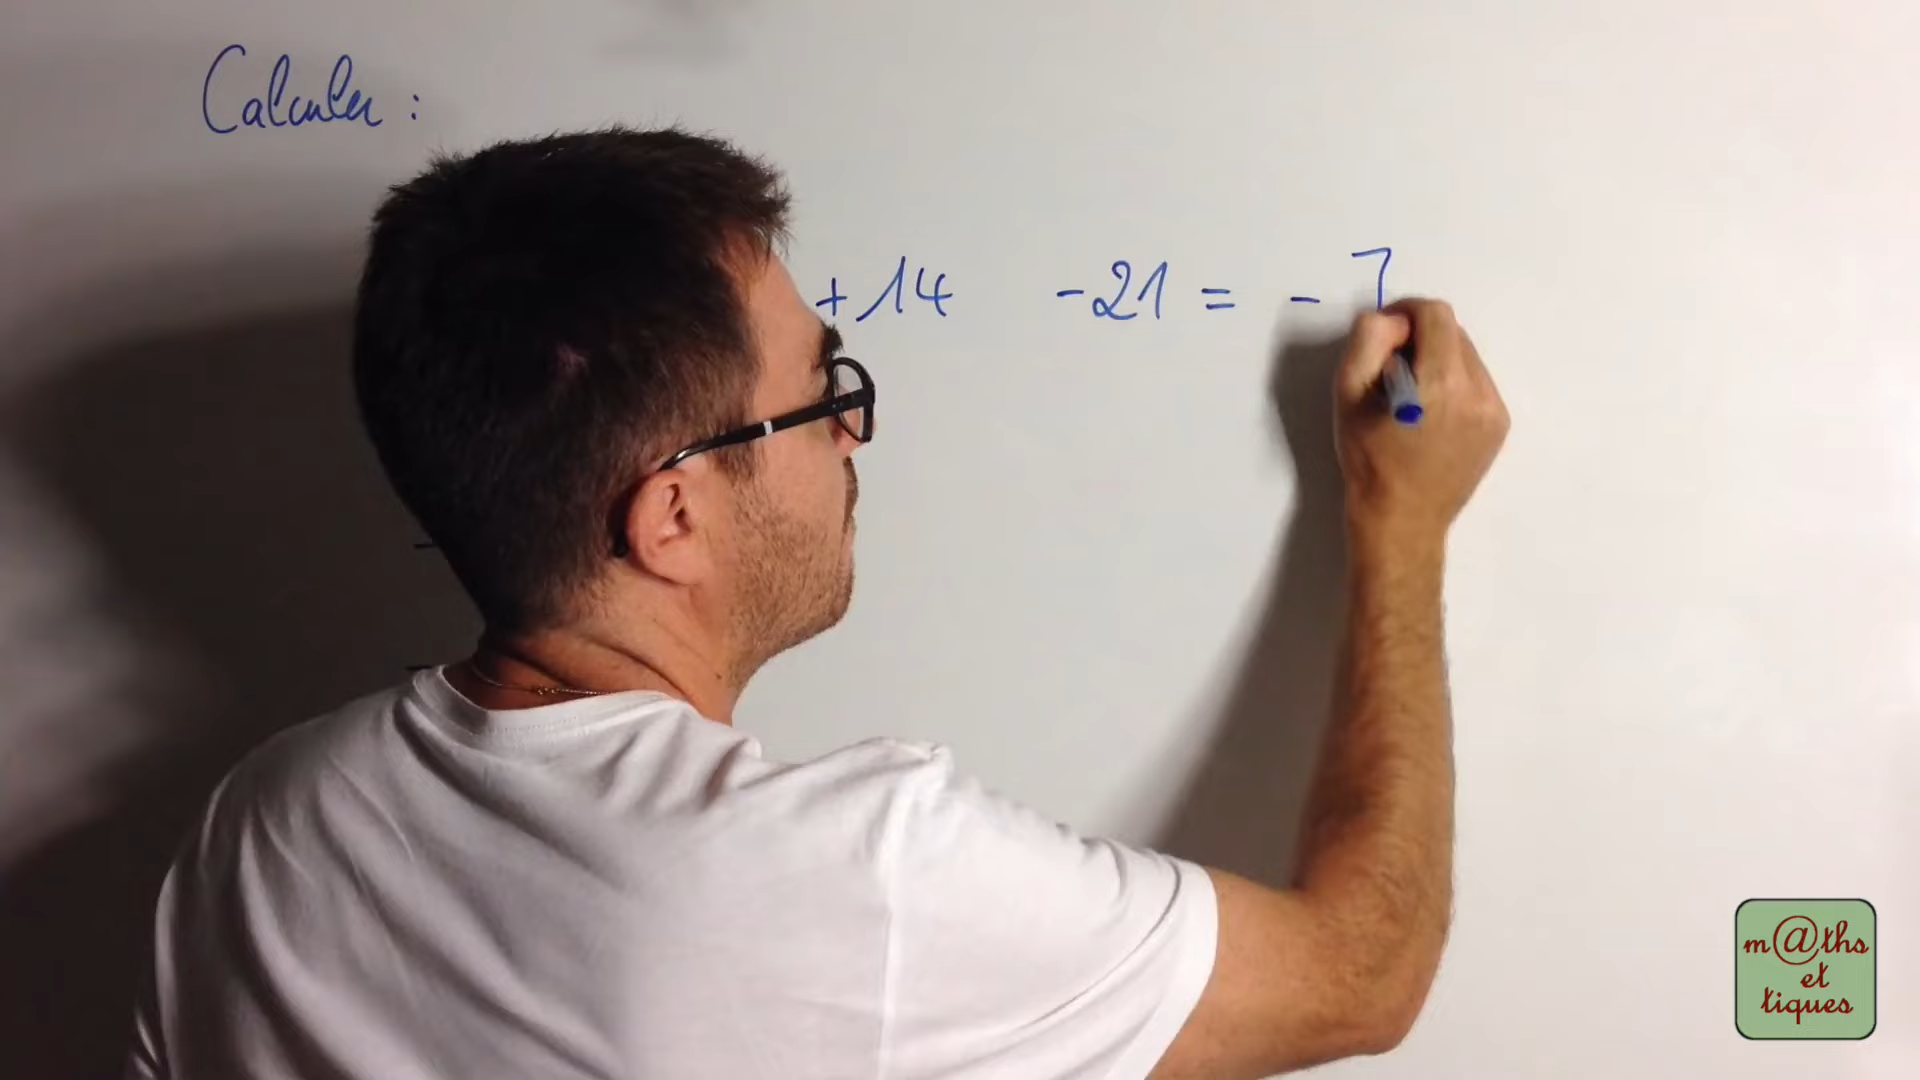 Calculer :
+14 -21 = - 7
m@ths
et
tiques